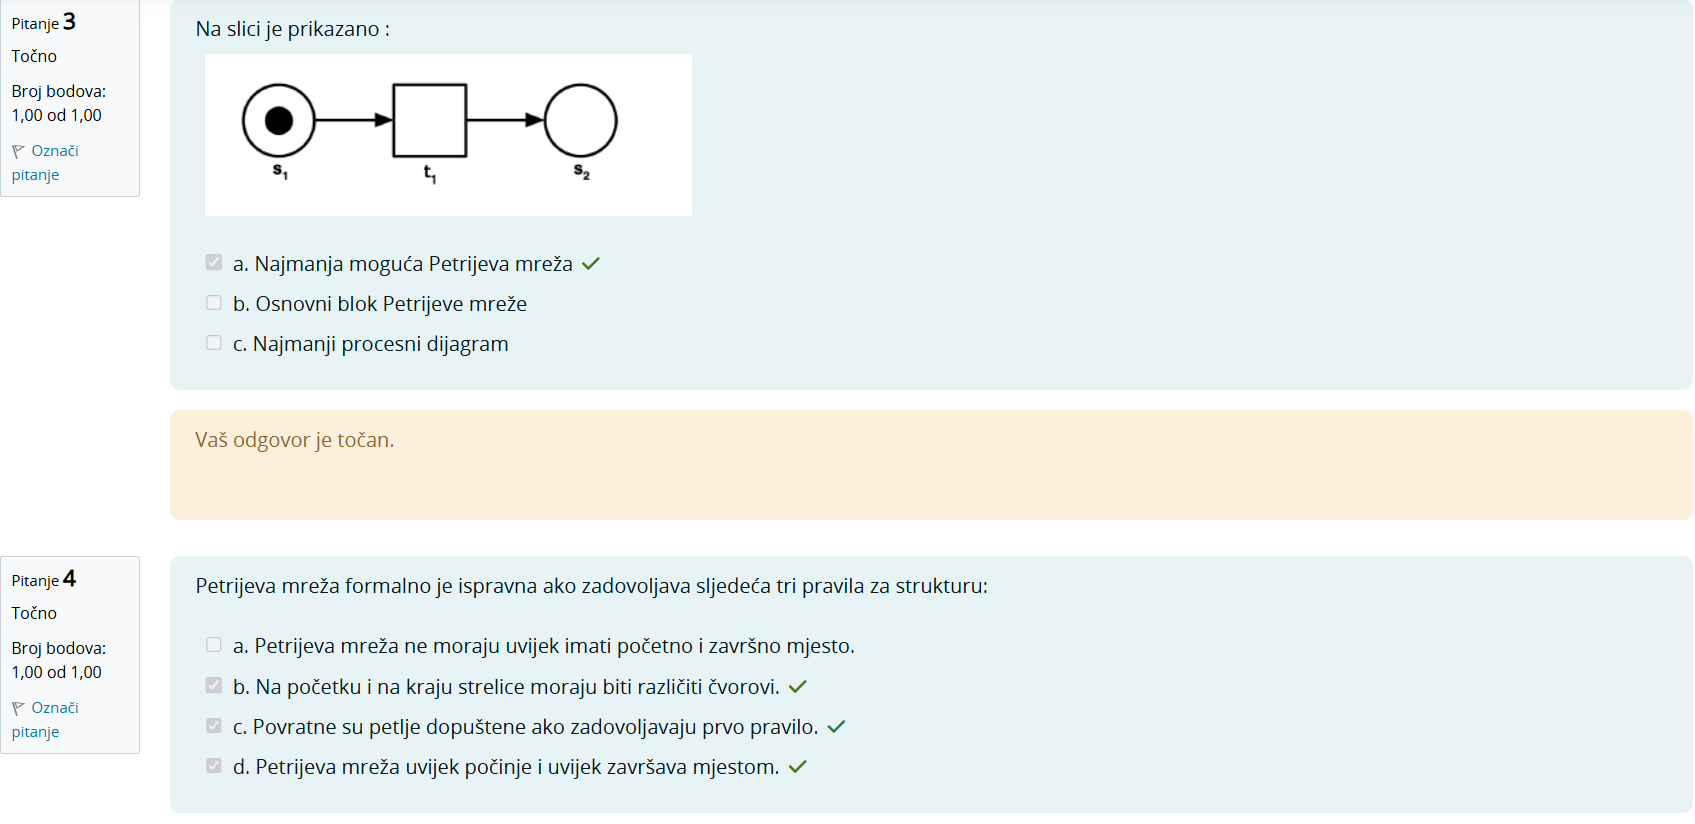 Pitanje 3
Točno
Broj bodova:
1,00 od 1,00
Označi
pitanje
Na slici je prikazano :
s1
t1
s2
a. Najmanja moguća Petrijeva mreža
b. Osnovni blok Petrijeve mreže
c. Najmanji procesni dijagram
Vaš odgovor je točan.
Pitanje 4
Točno
Broj bodova:
1,00 od 1,00
Označi
pitanje
Petrijeva mreža formalno je ispravna ako zadovoljava sljedeća tri pravila za strukturu:
a. Petrijeva mreža ne moraju uvijek imati početno i završno mjesto.
b. Na početku i na kraju strelice moraju biti različiti čvorovi.
c. Povratne su petlje dopuštene ako zadovoljavaju prvo pravilo.
d. Petrijeva mreža uvijek počinje i uvijek završava mjestom.